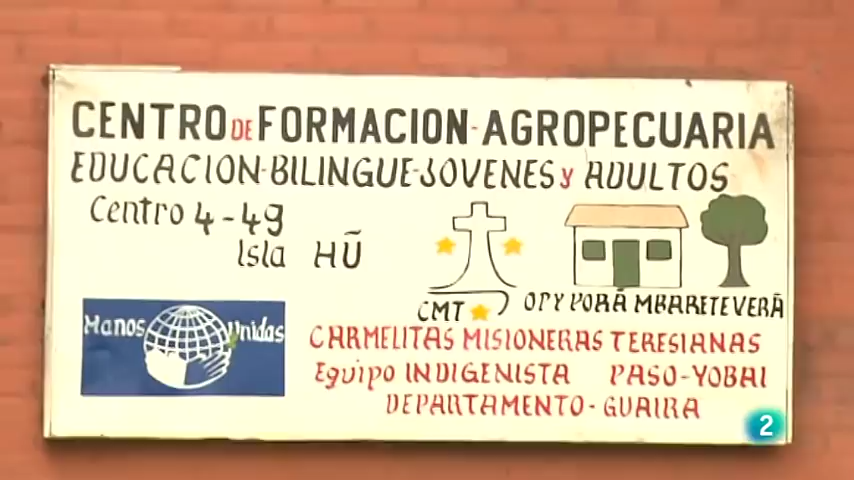 CENTRO DE FORMACION-AGROPECUARIA
EDUCACION-BILINGUE-JOVENES y ADULTOS
Centro 4-49
Isla HŨ
CMT
OPY PORÃ MBARETEVERÃ
Manos Unidas
CARMELITAS MISIONERAS TERESIANAS
Equipo INDIGENISTA PASO-YOBAI
DEPARTAMENTO-GUAIRA
2